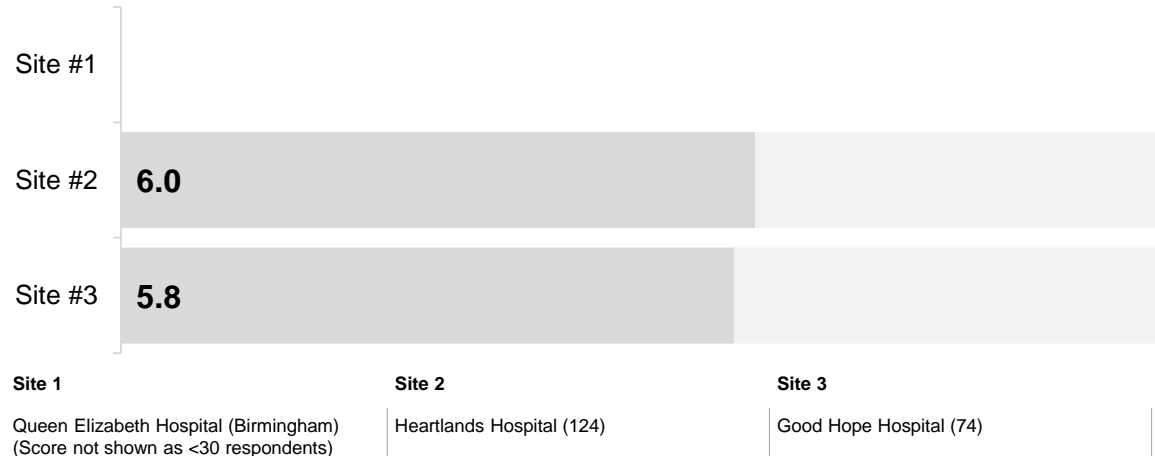 Site #1
Site #2
6.0
Site #3
5.8
Site 1
Queen Elizabeth Hospital (Birmingham)
(Score not shown as <30 respondents)
Site 2
Heartlands Hospital (124)
Site 3
Good Hope Hospital (74)